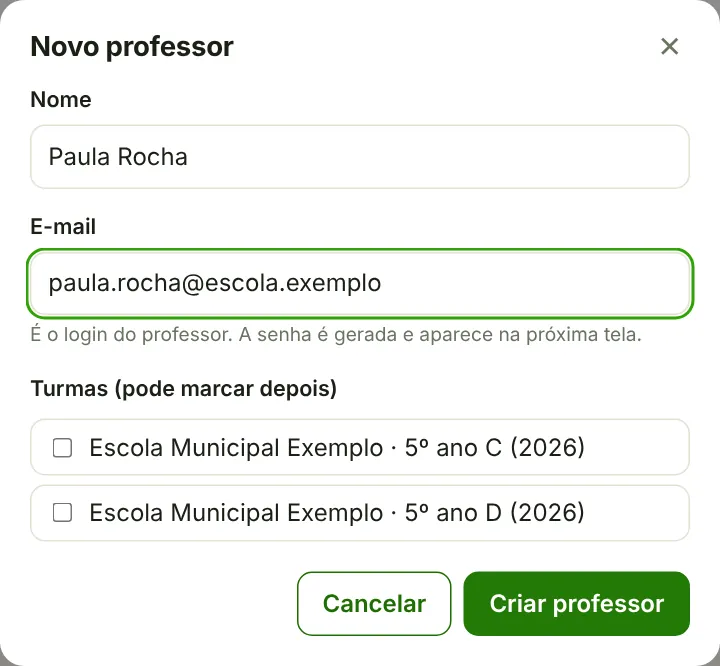 Novo professor
Nome
Paula Rocha
E-mail
paula.rocha@escola.exemplo
É o login do professor. A senha é gerada e aparece na próxima tela.
Turmas (pode marcar depois)
Escola Municipal Exemplo · 5º ano C (2026)
Escola Municipal Exemplo · 5º ano D (2026)
Cancelar
Criar professor